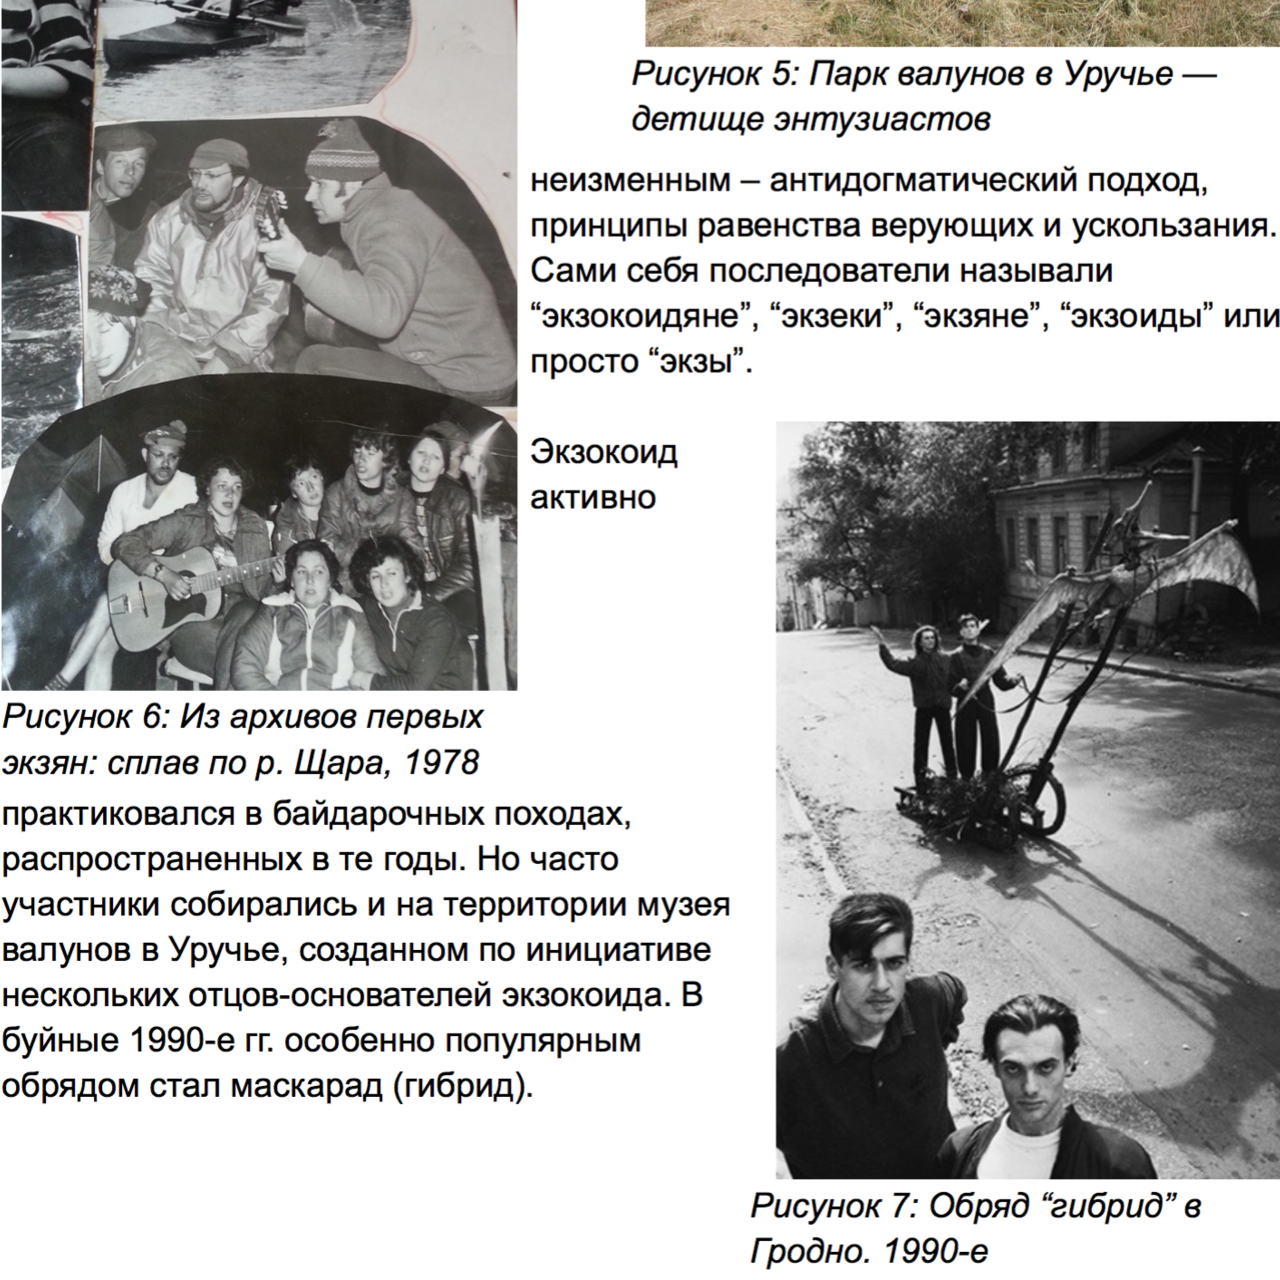 Рисунок 5: Парк валунов в Уручье —
детище энтузиастов
неизменным – антидогматический подход,
принципы равенства верующих и ускользания.
Сами себя последователи называли
“экзокоидяне”, “экзеки”, “экзяне”, “экзоиды” или
просто “экзы”.
Экзокоид
активно
Рисунок 6: Из архивов первых
экзян: сплав по р. Щара, 1978
практиковался в байдарочных походах,
распространенных в те годы. Но часто
участники собирались и на территории музея
валунов в Уручье, созданном по инициативе
нескольких отцов-основателей экзокоида. В
буйные 1990-е гг. особенно популярным
обрядом стал маскарад (гибрид).
Рисунок 7: Обряд “гибрид” в
Гродно. 1990-е